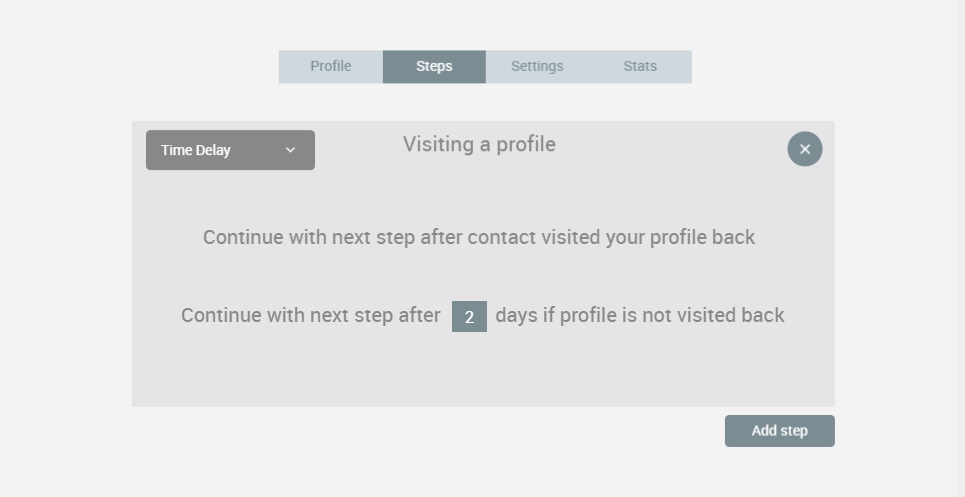 Profile Steps Settings Stats
Time Delay
Visiting a profile
Continue with next step after contact visited your profile back
Continue with next step after 2 days if profile is not visited back
Add step